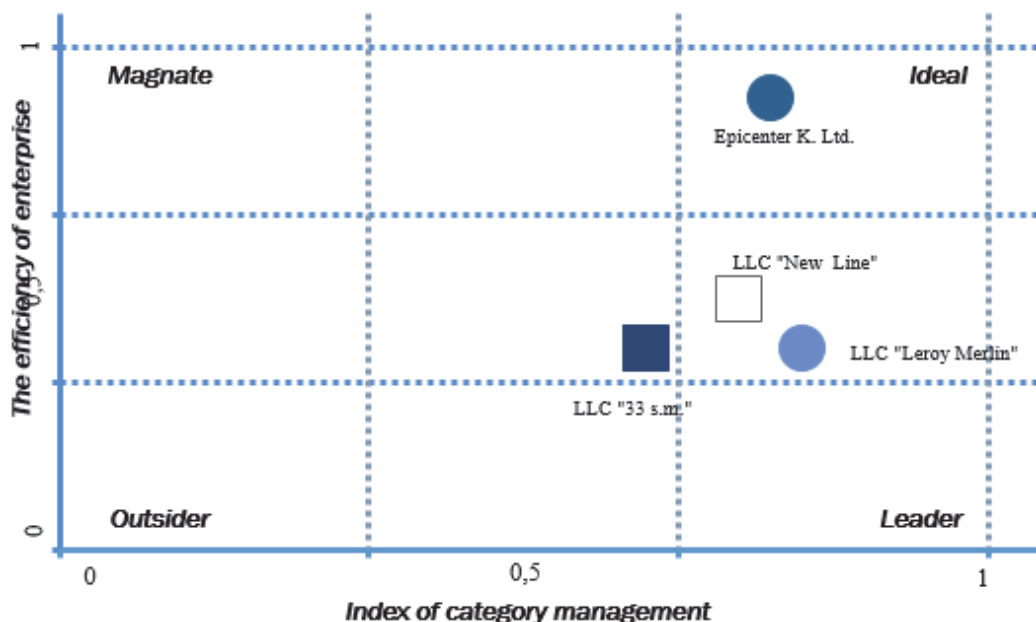 1
Magnate
Ideal
Epicenter K. Ltd.
The efficiency of enterprise
LLC "New Line"
0,5
LLC "Leroy Merlin"
LLC "33 s.m."
Outsider
Leader
0
0
0,5
1
Index of category management